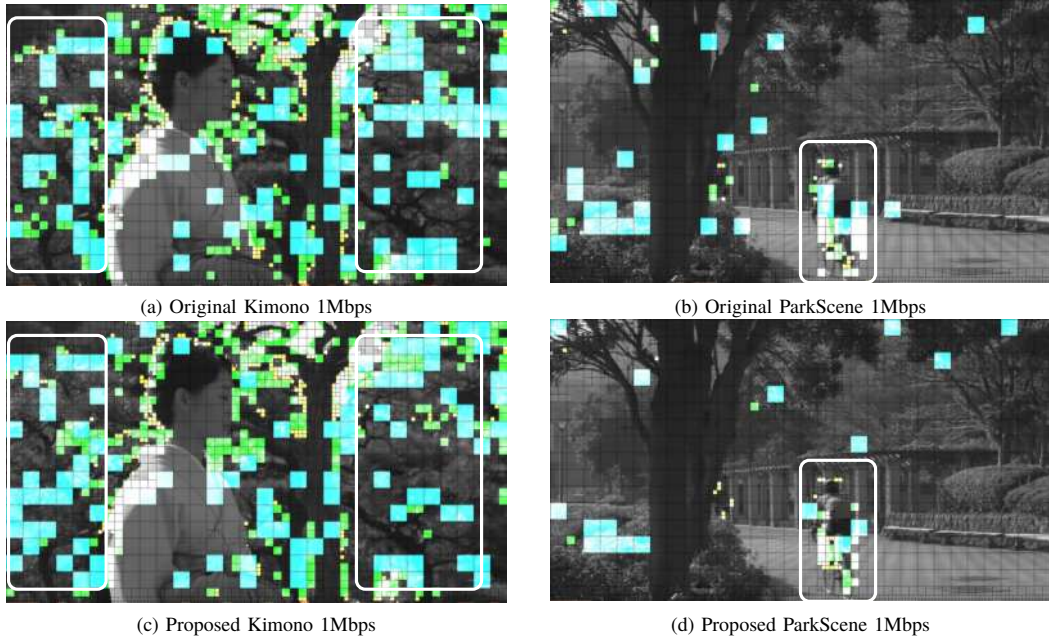 (a) Original Kimono 1Mbps
(b) Original ParkScene 1Mbps
(c) Proposed Kimono 1Mbps
(d) Proposed ParkScene 1Mbps